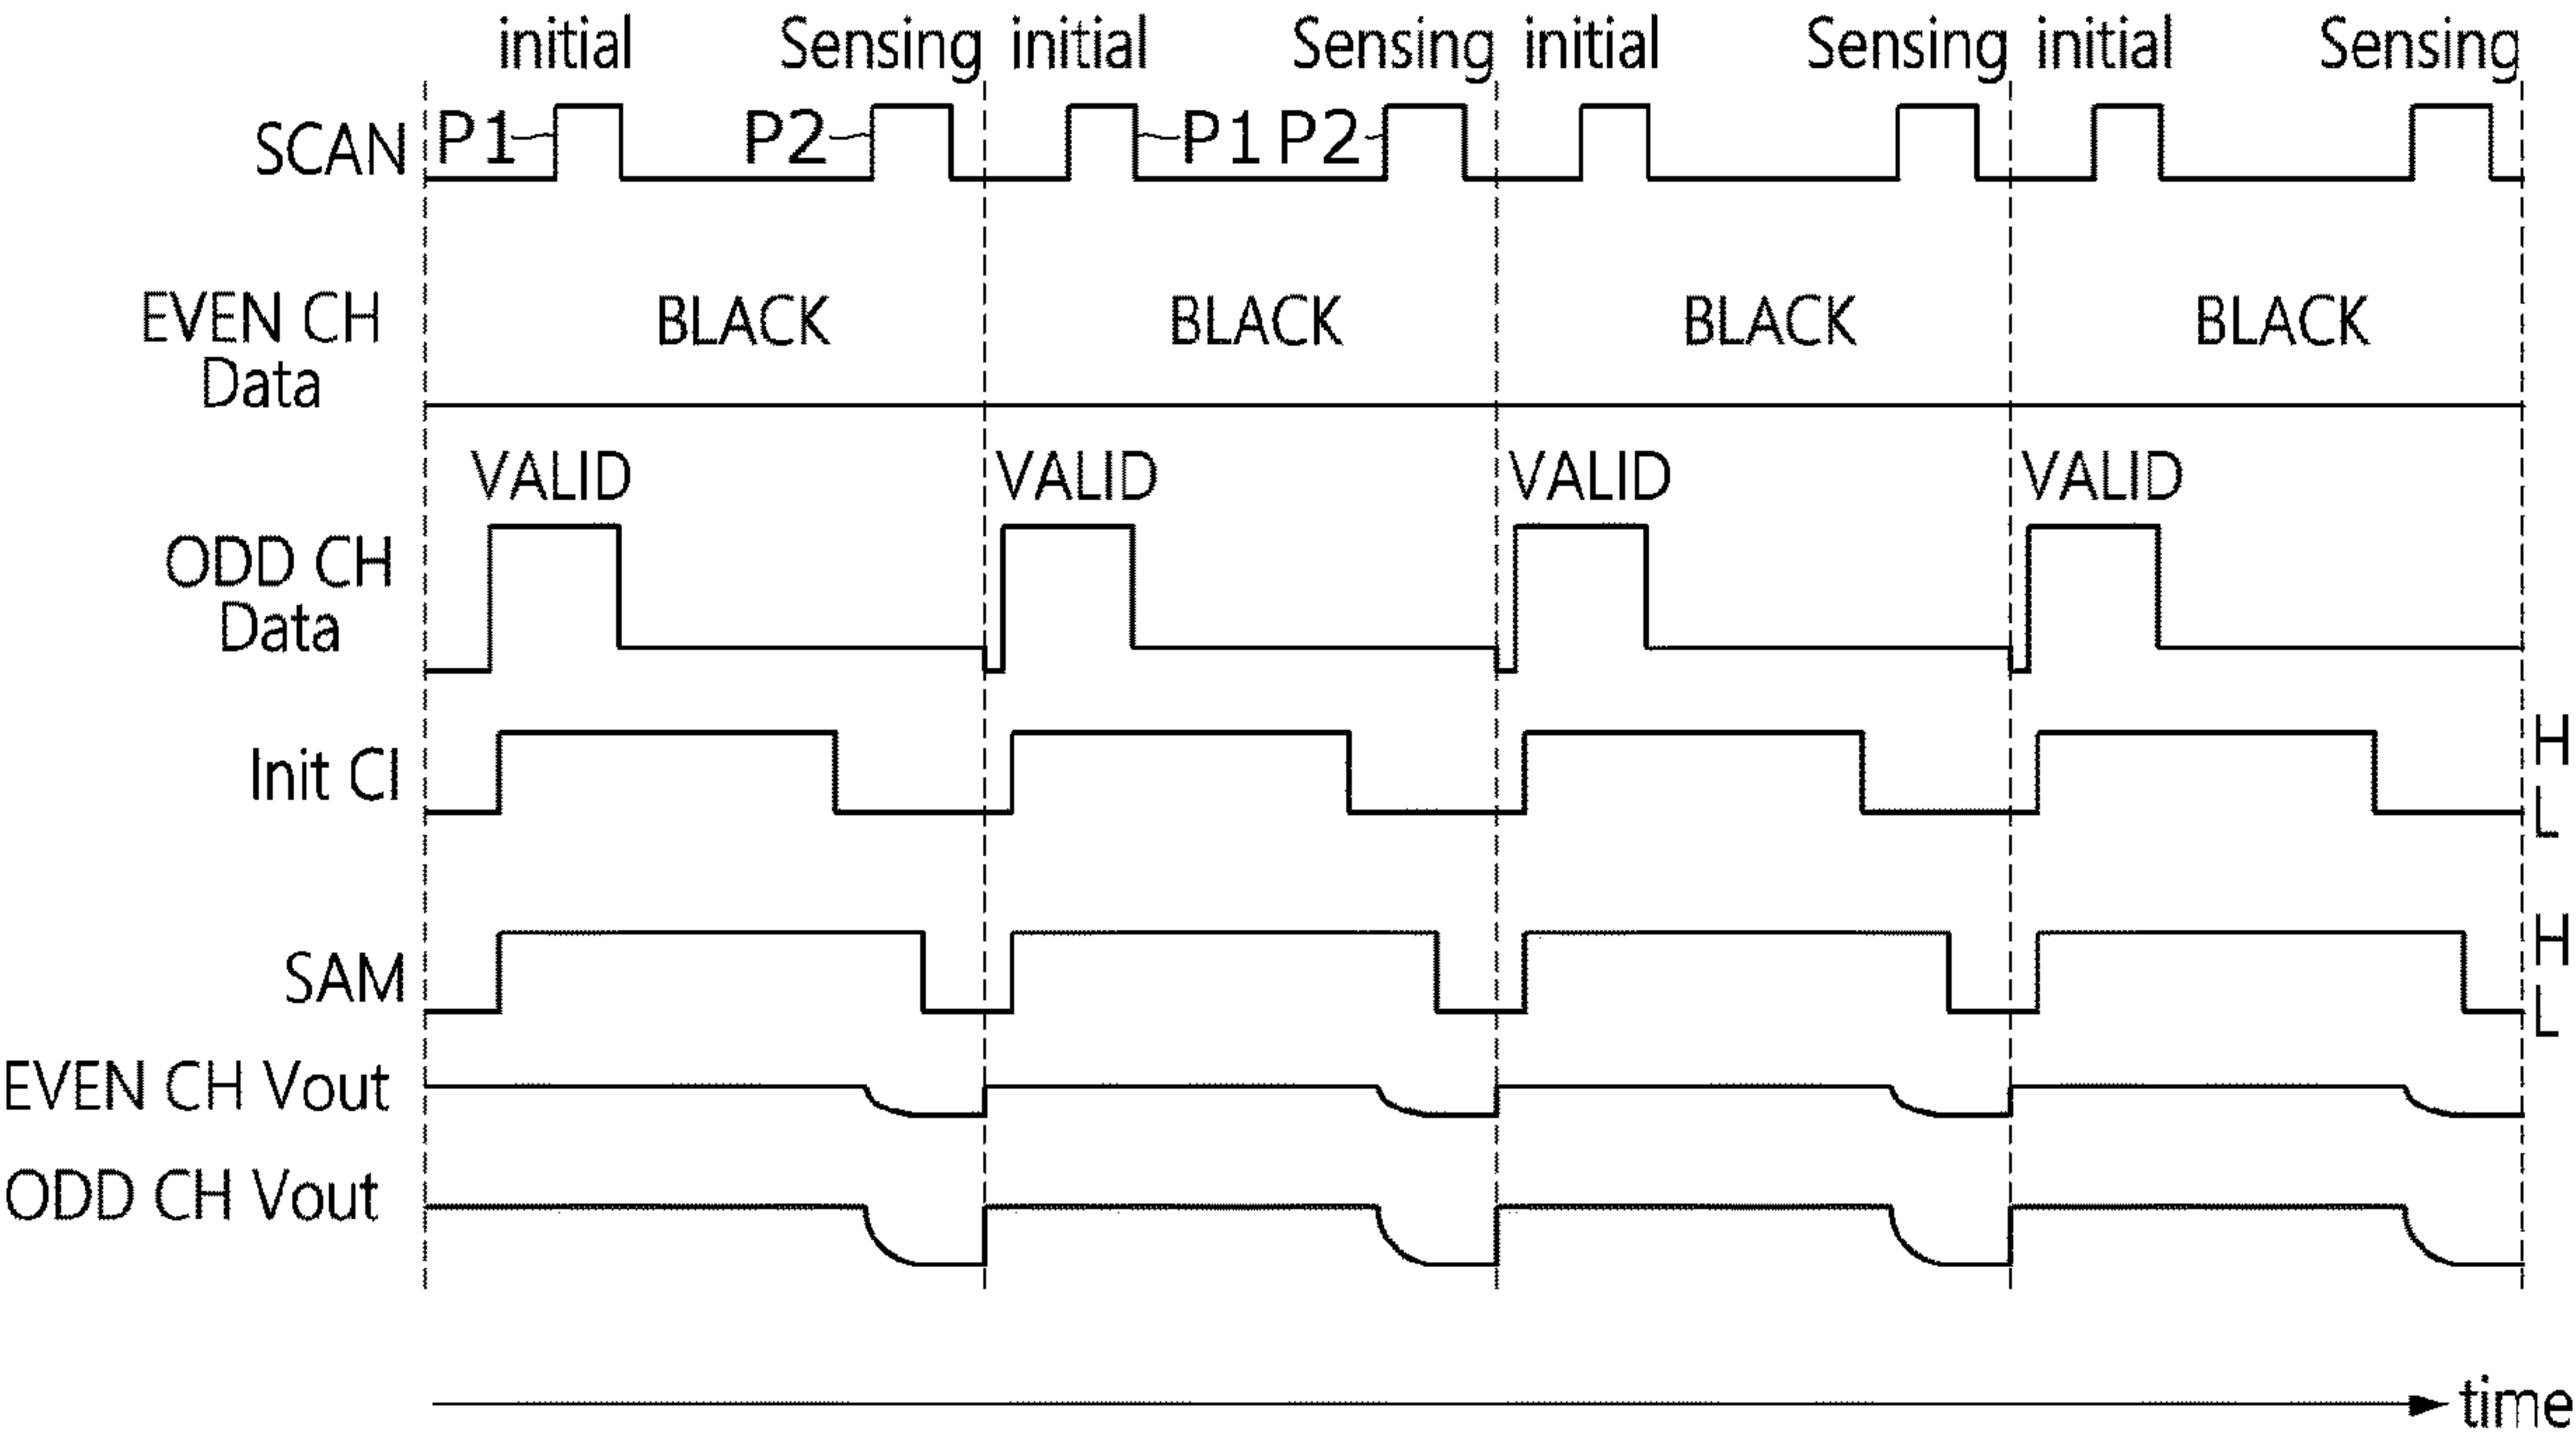 initial Sensing initial Sensing initial Sensing initial Sensing
SCAN P1 P2 P1 P2
EVEN CH BLACK BLACK BLACK BLACK
Data
VALID VALID VALID VALID
ODD CH
Data
Init CI H
L
SAM H
L
EVEN CH Vout
ODD CH Vout
time